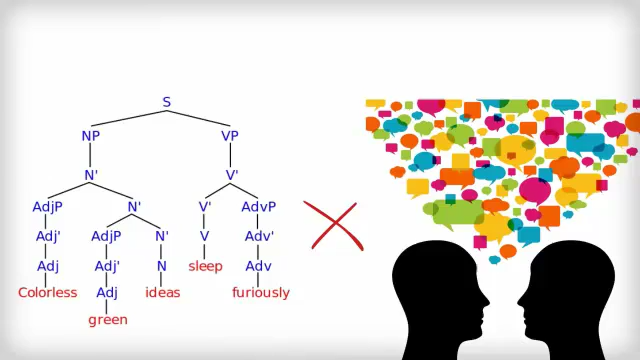 S
NP VP
N' V'
AdjP N' V' AdvP
Adj' AdjP N' V Adv'
Adj Adj' N sleep Adv
Colorless Adj ideas furiously
green